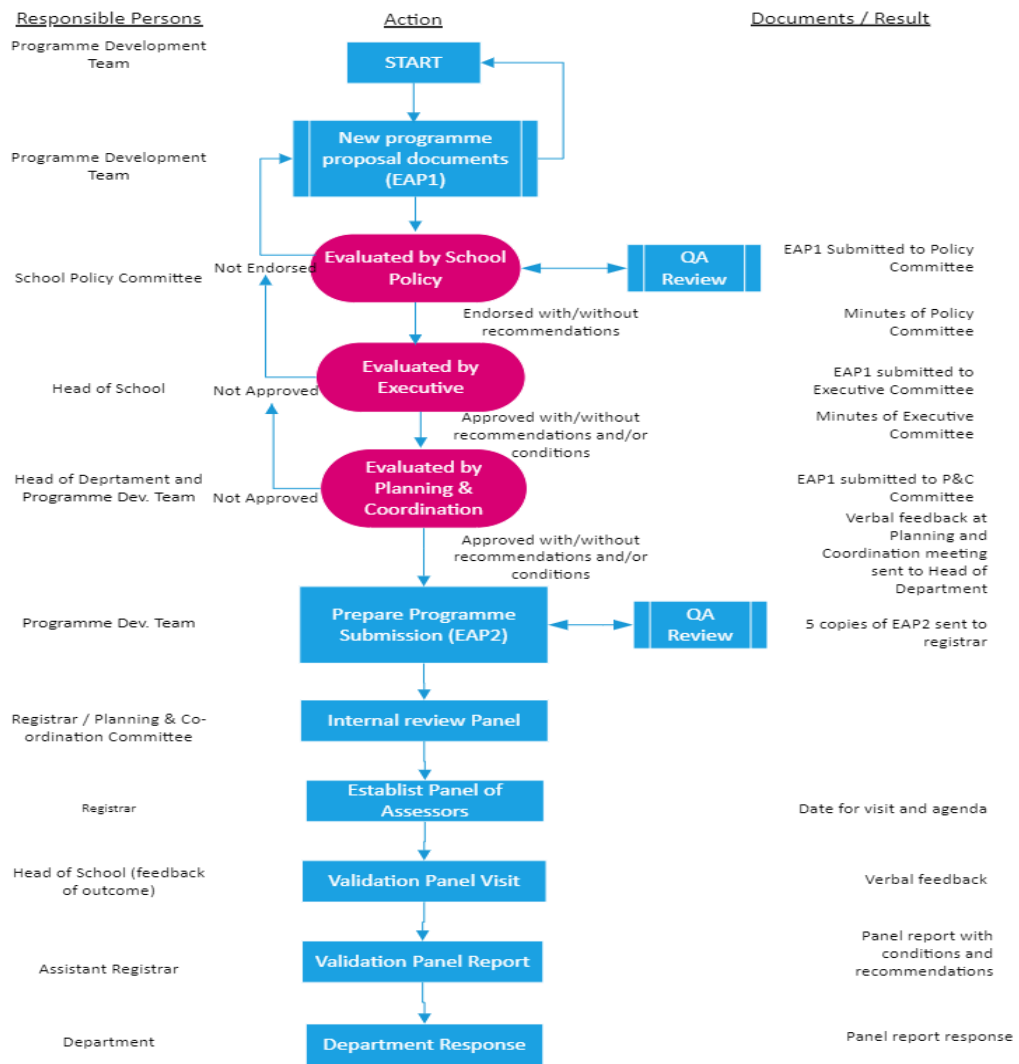 Responsible Persons
Action
Documents / Result
Programme Development
Team
START
Programme Development
Team
New programme
proposal documents
(EAP1)
School Policy Committee
Not Endorsed
Evaluated by School
Policy
QA
Review
EAP1 Submitted to Policy
Committee
Endorsed with/without
recommendations
Minutes of Policy
Committee
Head of School
Not Approved
Evaluated by
Executive
EAP1 submitted to
Executive Committee
Approved with/without
recommendations and/or
conditions
Minutes of Executive
Committee
Head of Deprtament and
Programme Dev. Team
Not Approved
Evaluated by
Planning &
Coordination
EAP1 submitted to P&C
Committee
Approved with/without
recommendations and/or
conditions
Verbal feedback at
Planning and
Coordination meeting
sent to Head of
Department
Programme Dev. Team
Prepare Programme
Submission (EAP2)
QA
Review
5 copies of EAP2 sent to
registrar
Registrar / Planning & Co-
ordination Committee
Internal review Panel
Registrar
Establist Panel of
Assessors
Date for visit and agenda
Head of School (feedback
of outcome)
Validation Panel Visit
Verbal feedback
Assistant Registrar
Validation Panel Report
Panel report with
conditions and
recommendations
Department
Department Response
Panel report response